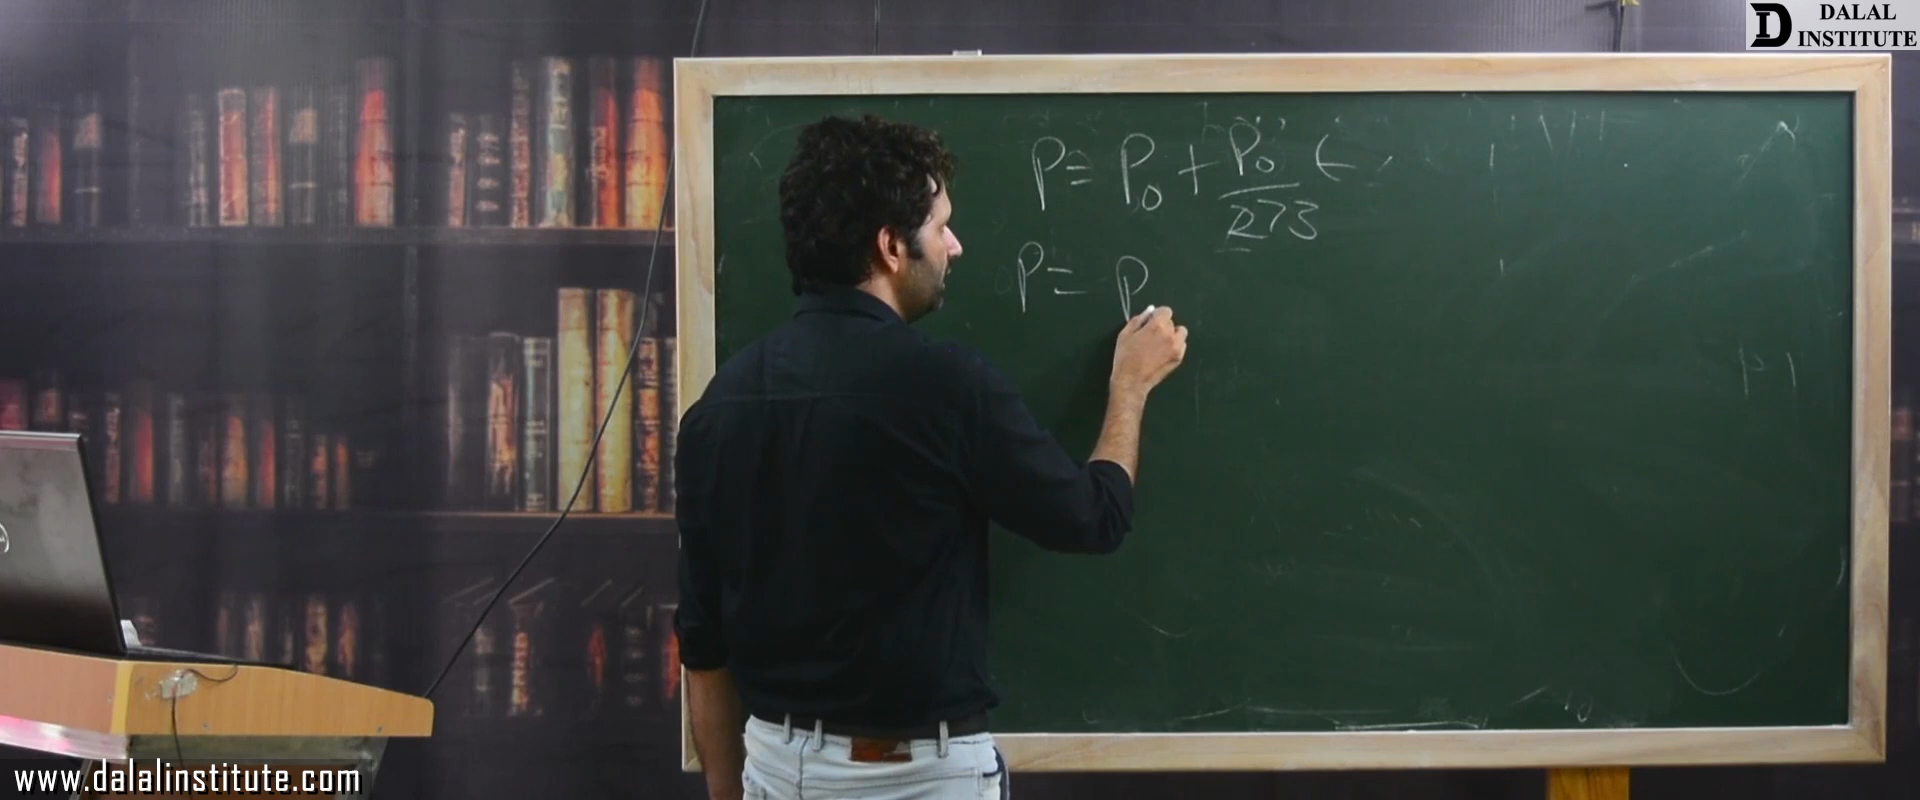 DALAL
INSTITUTE
P = P₀ + P₀/273 t
P = P
www.dalalinstitute.com